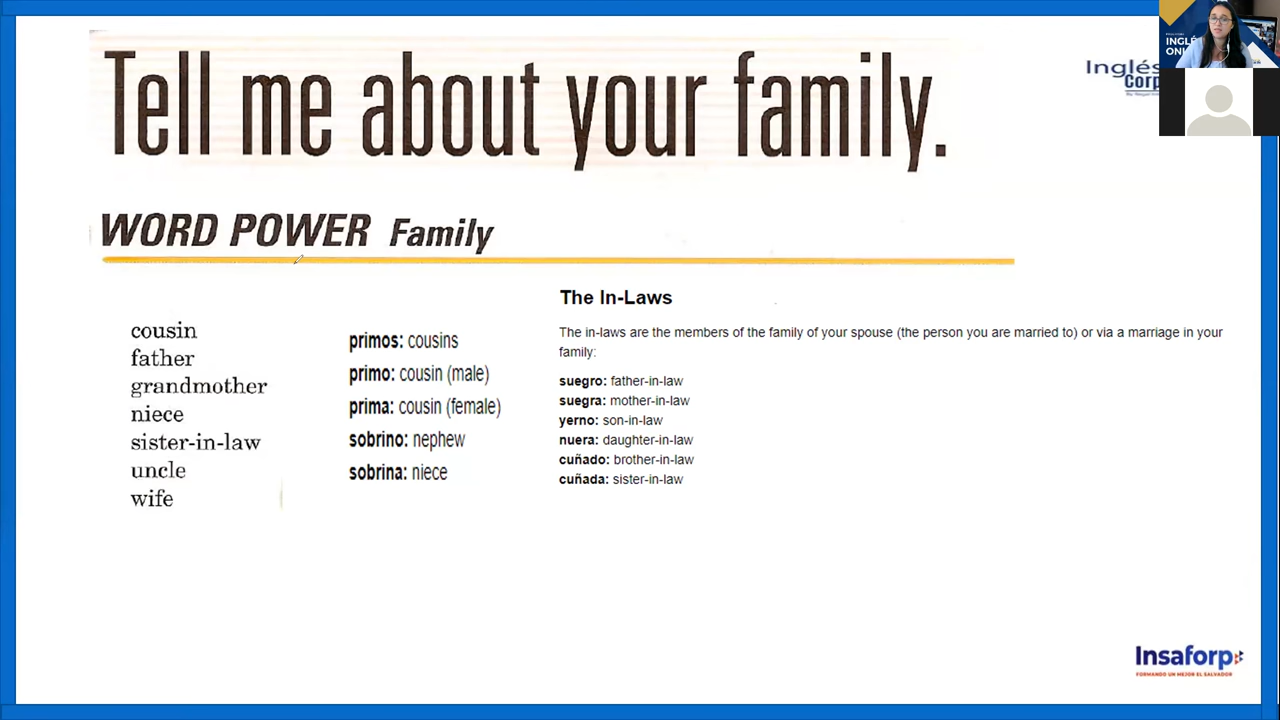 Tell me about your family.
WORD POWER Family
cousin
father
grandmother
niece
sister-in-law
uncle
wife
primos: cousins
primo: cousin (male)
prima: cousin (female)
sobrino: nephew
sobrina: niece
The In-Laws
The in-laws are the members of the family of your spouse (the person you are married to) or via a marriage in your
family:
suegro: father-in-law
suegra: mother-in-law
yerno: son-in-law
nuera: daughter-in-law
cuñado: brother-in-law
cuñada: sister-in-law
Inglés
Corp
INGLÉ
ONL
Insaforp
FORMANDO UN MEJOR EL SALVADOR